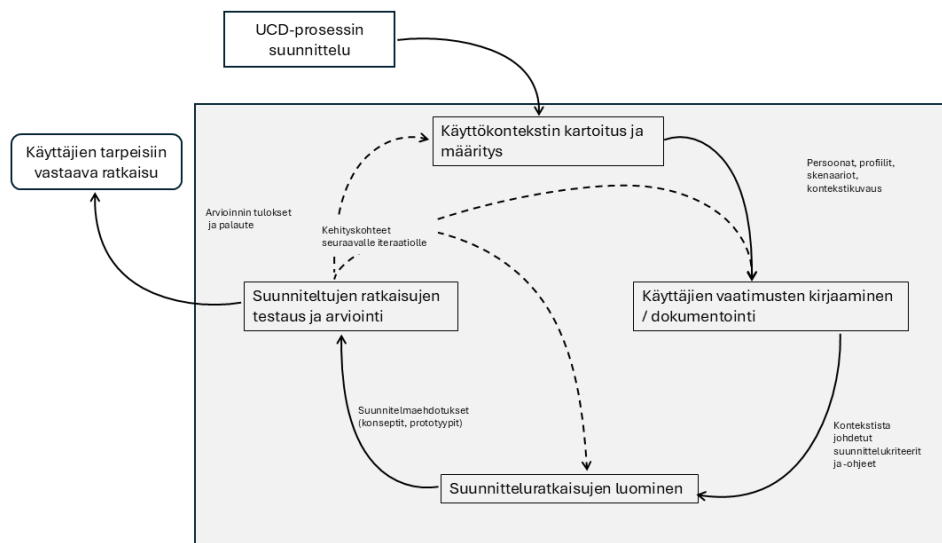 UCD-prosessin
suunnittelu
Käyttäjien tarpeisiin
vastaava ratkaisu
Käyttökontekstin kartoitus ja
määritys
Persoonat, profiilit,
skenaariot,
kontekstikuvaus
Arvioinnin tulokset
ja palaute
Kehityskohteet
seuraavalle iteraatiolle
Suunniteltujen ratkaisujen
testaus ja arviointi
Käyttäjien vaatimusten kirjaaminen
/ dokumentointi
Suunnitelmaehdotukset
(konseptit, prototyypit)
Kontekstista
johdetut
suunnittelukriteerit
ja -ohjeet
Suunnitteluratkaisujen luominen